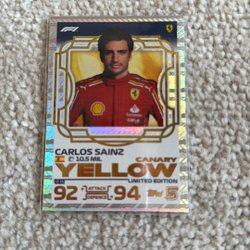 F1
CARLOS SAINZ
10.5 MIL
CANARY
YELLOW
LIMITED EDITION
92 ATTACK 94
DEFENCE
Topps